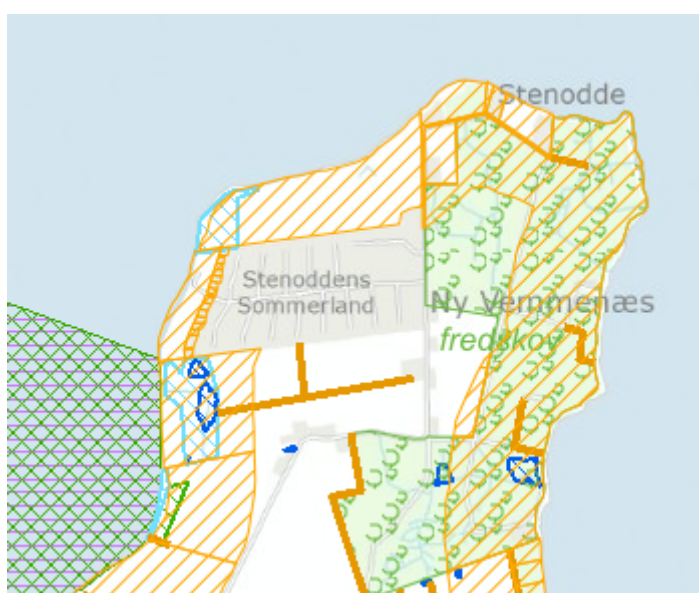 Stenodde
Stenoddens
Sommerland
Ny Vemmenæs
fredskov